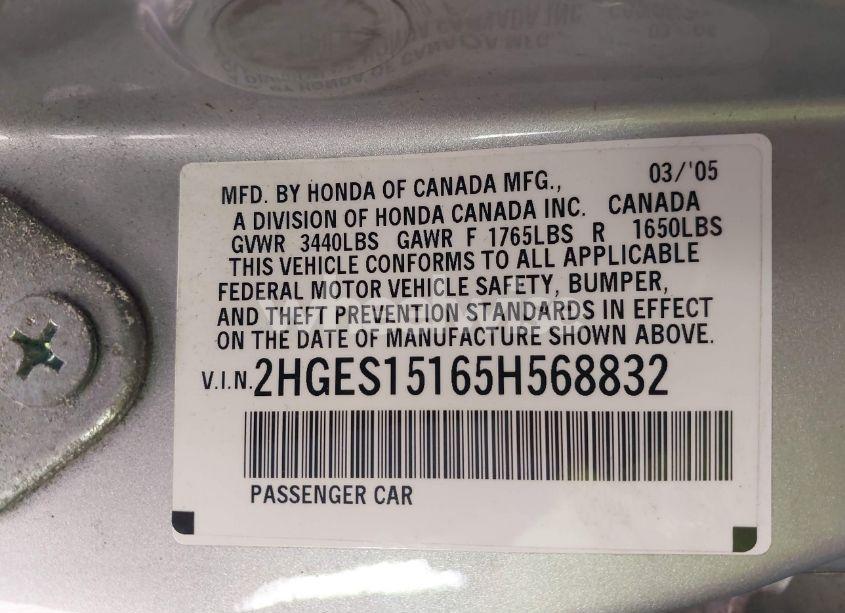 MFD. BY HONDA OF CANADA MFG., 03/'05
A DIVISION OF HONDA CANADA INC. CANADA
GVWR 3440LBS GAWR F 1765LBS R 1650LBS
THIS VEHICLE CONFORMS TO ALL APPLICABLE
FEDERAL MOTOR VEHICLE SAFETY, BUMPER,
AND THEFT PREVENTION STANDARDS IN EFFECT
ON THE DATE OF MANUFACTURE SHOWN ABOVE.
V.I.N. 2HGES15165H568832
PASSENGER CAR